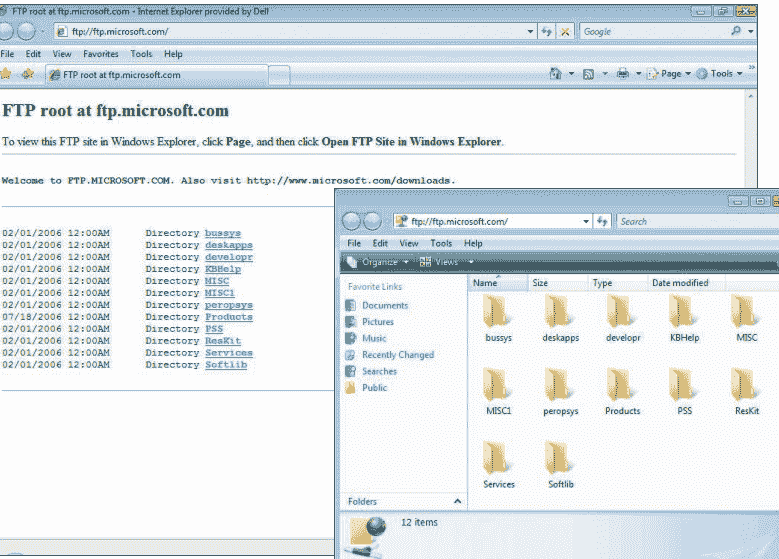 FTP root at ftp.microsoft.com - Internet Explorer provided by Dell
ftp://ftp.microsoft.com/
Google
File Edit View Favorites Tools Help
FTP root at ftp.microsoft.com
Page Tools
FTP root at ftp.microsoft.com
To view this FTP site in Windows Explorer, click Page, and then click Open FTP Site in Windows Explorer.
Welcome to FTP.MICROSOFT.COM. Also visit http://www.microsoft.com/downloads.
02/01/2006 12:00AM Directory bussys
02/01/2006 12:00AM Directory deskapps
02/01/2006 12:00AM Directory developr
02/01/2006 12:00AM Directory KBHelp
02/01/2006 12:00AM Directory MISC
02/01/2006 12:00AM Directory MISC1
02/01/2006 12:00AM Directory peropsys
07/18/2006 12:00AM Directory Products
02/01/2006 12:00AM Directory PSS
02/01/2006 12:00AM Directory ResKit
02/01/2006 12:00AM Directory Services
02/01/2006 12:00AM Directory Softlib
ftp://ftp.microsoft.com/
Search
File Edit View Tools Help
Organize Views
Favorite Links
Documents
Pictures
Music
Recently Changed
Searches
Public
Folders
Name Size Type Date modified
bussys deskapps developr KBHelp MISC
MISC1 peropsys Products PSS ResKit
Services Softlib
12 items